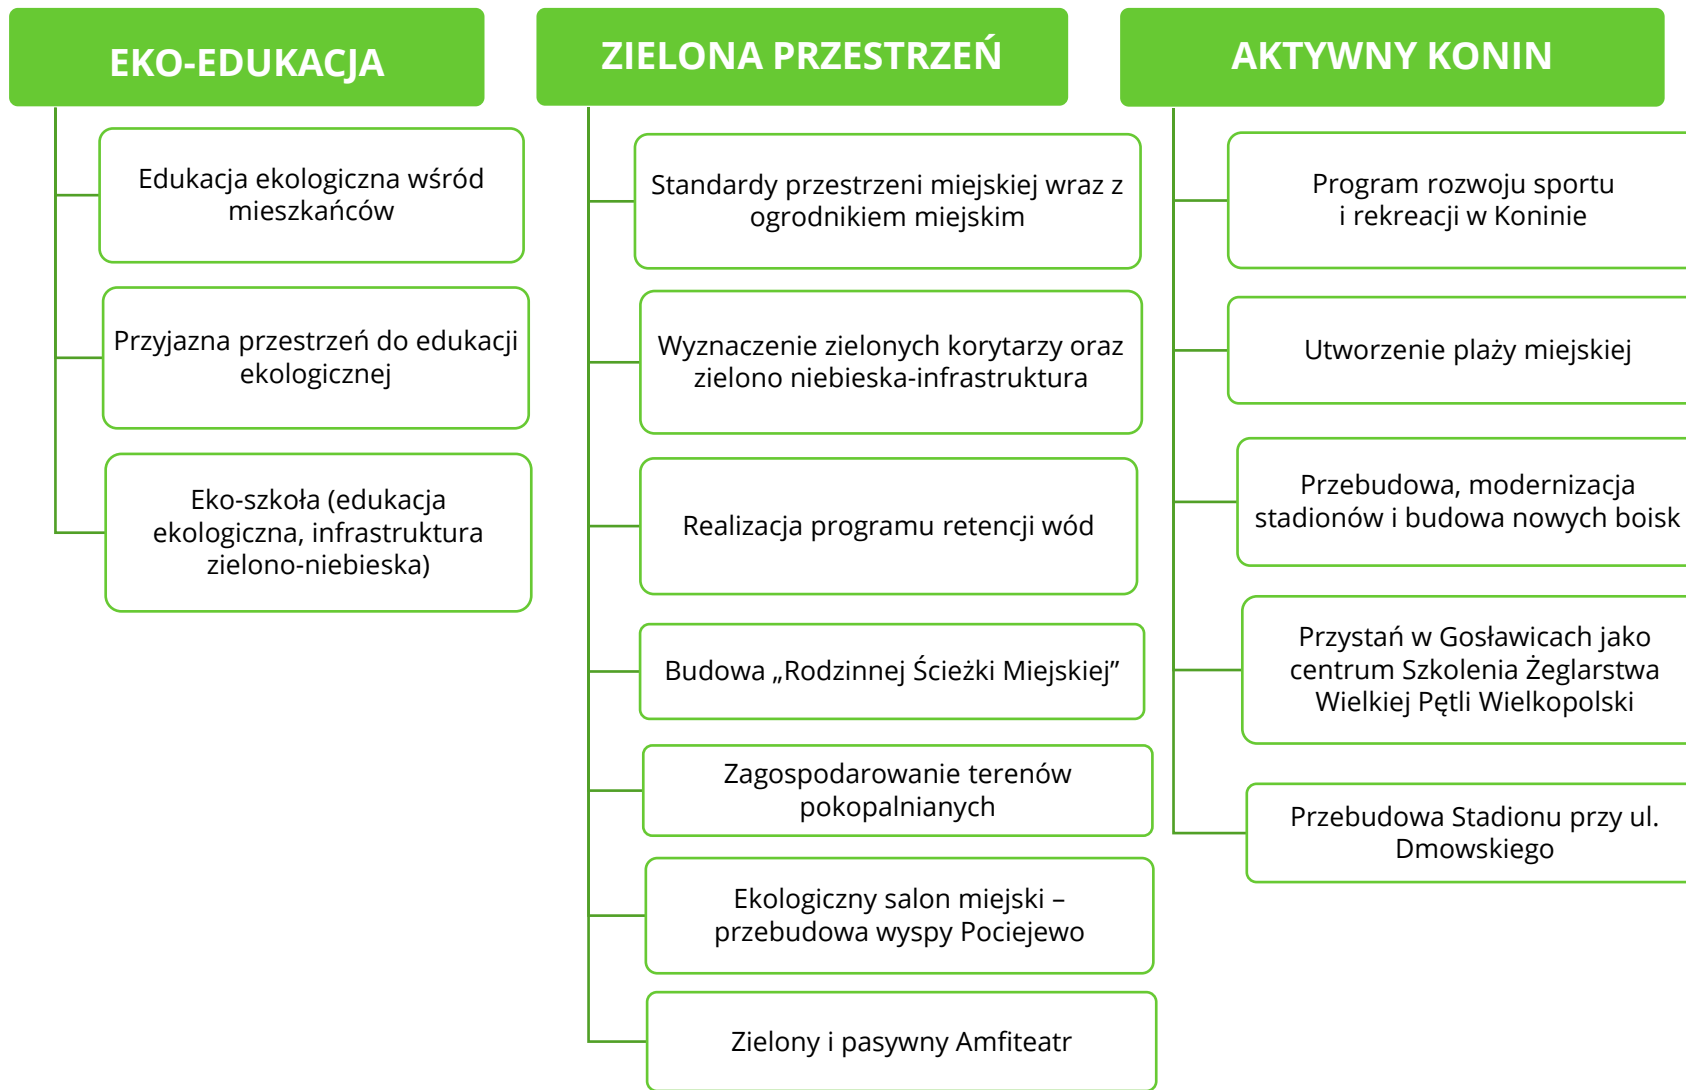 EKO-EDUKACJA
Edukacja ekologiczna wśród
mieszkańców
Przyjazna przestrzeń do edukacji
ekologicznej
Eko-szkoła (edukacja
ekologiczna, infrastruktura
zielono-niebieska)
ZIELONA PRZESTRZEŃ
Standardy przestrzeni miejskiej wraz z
ogrodnikiem miejskim
Wyznaczenie zielonych korytarzy oraz
zielono niebieska-infrastruktura
Realizacja programu retencji wód
Budowa „Rodzinnej Ścieżki Miejskiej”
Zagospodarowanie terenów
pokopalnianych
Ekologiczny salon miejski –
przebudowa wyspy Pociejewo
Zielony i pasywny Amfiteatr
AKTYWNY KONIN
Program rozwoju sportu
i rekreacji w Koninie
Utworzenie plaży miejskiej
Przebudowa, modernizacja
stadionów i budowa nowych boisk
Przystań w Gosławicach jako
centrum Szkolenia Żeglarstwa
Wielkiej Pętli Wielkopolski
Przebudowa Stadionu przy ul.
Dmowskiego